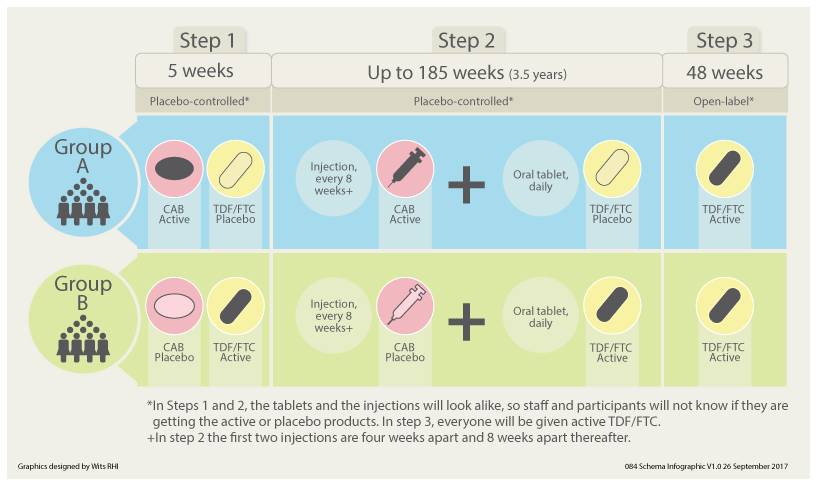 Step 1
Step 2
Step 3
5 weeks
Up to 185 weeks (3.5 years)
48 weeks
Placebo-controlled*
Placebo-controlled*
Open-label*
Group
A
CAB
Active
TDF/FTC
Placebo
Injection,
every 8
weeks+
CAB
Active
+
Oral tablet,
daily
TDF/FTC
Placebo
TDF/FTC
Active
Group
B
CAB
Placebo
TDF/FTC
Active
Injection,
every 8
weeks+
CAB
Placebo
+
Oral tablet,
daily
TDF/FTC
Active
TDF/FTC
Active
*In Steps 1 and 2, the tablets and the injections will look alike, so staff and participants will not know if they are
getting the active or placebo products. In step 3, everyone will be given active TDF/FTC.
+In step 2 the first two injections are four weeks apart and 8 weeks apart thereafter.
Graphics designed by Wits RHI
084 Schema Infographic V1.0 26 September 2017